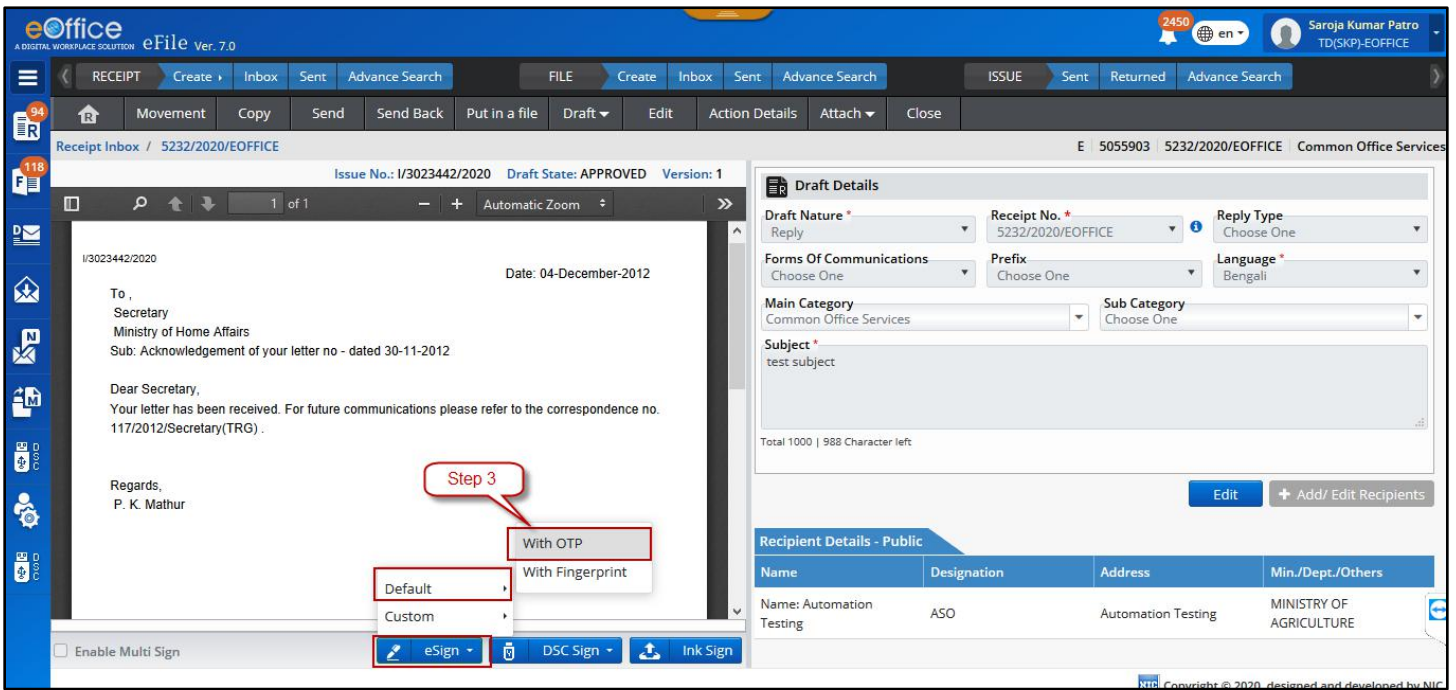 eOffice
A DIGITAL WORKPLACE SOLUTION eFile Ver. 7.0
2450
en
Saroja Kumar Patro
TD(SKP)-EOFFICE
RECEIPT Create Inbox Sent Advance Search FILE Create Inbox Sent Advance Search ISSUE Sent Returned Advance Search
94
R
R Movement Copy Send Send Back Put in a file Draft Edit Action Details Attach Close
Receipt Inbox / 5232/2020/EOFFICE E 5055903 5232/2020/EOFFICE Common Office Services
118
F
Issue No.: I/3023442/2020 Draft State: APPROVED Version: 1
1 of 1 Automatic Zoom
D
N
M
DSC
DSC
I/3023442/2020
Date: 04-December-2012
To ,
Secretary
Ministry of Home Affairs
Sub: Acknowledgement of your letter no - dated 30-11-2012
Dear Secretary,
Your letter has been received. For future communications please refer to the correspondence no.
117/2012/Secretary(TRG) .
Regards,
P. K. Mathur
Step 3
With OTP
With Fingerprint
Default
Custom
Enable Multi Sign eSign DSC Sign Ink Sign
R Draft Details
Draft Nature * Receipt No. * Reply Type
Reply 5232/2020/EOFFICE Choose One
Forms Of Communications Prefix Language *
Choose One Choose One Bengali
Main Category Sub Category
Common Office Services Choose One
Subject *
test subject
Total 1000 | 988 Character left
Edit + Add/ Edit Recipients
Recipient Details - Public
Name Designation Address Min./Dept./Others
Name: Automation Testing ASO Automation Testing MINISTRY OF AGRICULTURE
NIC Copyright © 2020, designed and developed by NIC